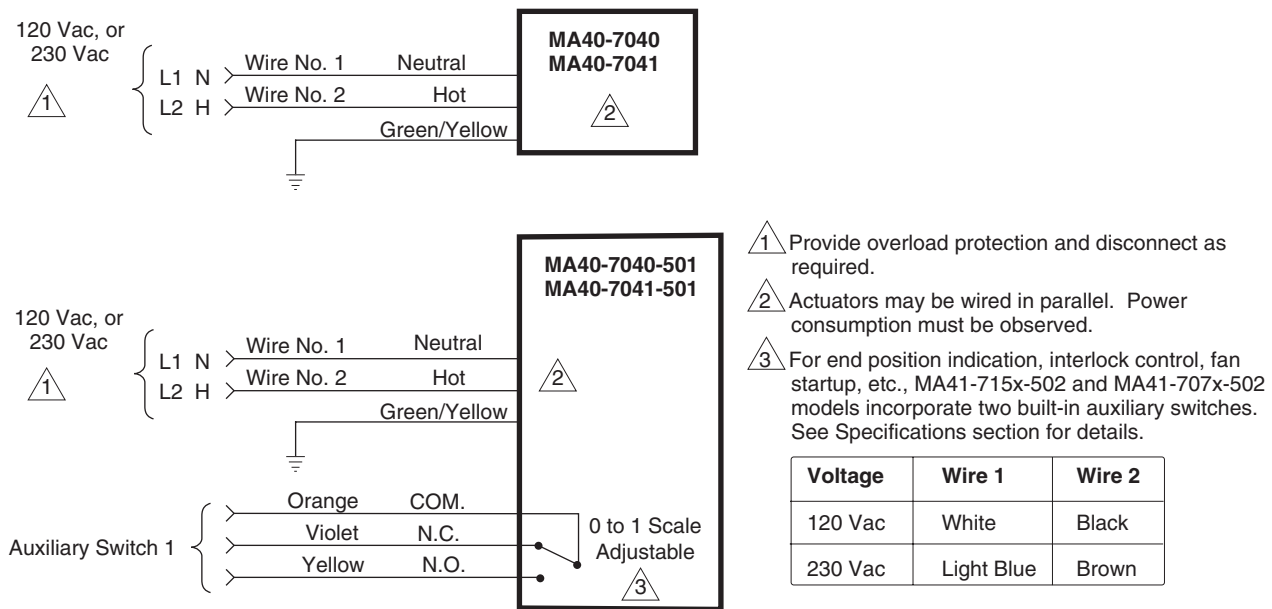 120 Vac, or
230 Vac
1
L1 N Wire No. 1 Neutral
L2 H Wire No. 2 Hot
Green/Yellow
MA40-7040
MA40-7041
2
120 Vac, or
230 Vac
1
L1 N Wire No. 1 Neutral
L2 H Wire No. 2 Hot
Green/Yellow
MA40-7040-501
MA40-7041-501
2
Auxiliary Switch 1
Orange COM.
Violet N.C.
Yellow N.O.
0 to 1 Scale
Adjustable
3
1 Provide overload protection and disconnect as
required.
2 Actuators may be wired in parallel. Power
consumption must be observed.
3 For end position indication, interlock control, fan
startup, etc., MA41-715x-502 and MA41-707x-502
models incorporate two built-in auxiliary switches.
See Specifications section for details.
Voltage Wire 1 Wire 2
120 Vac White Black
230 Vac Light Blue Brown